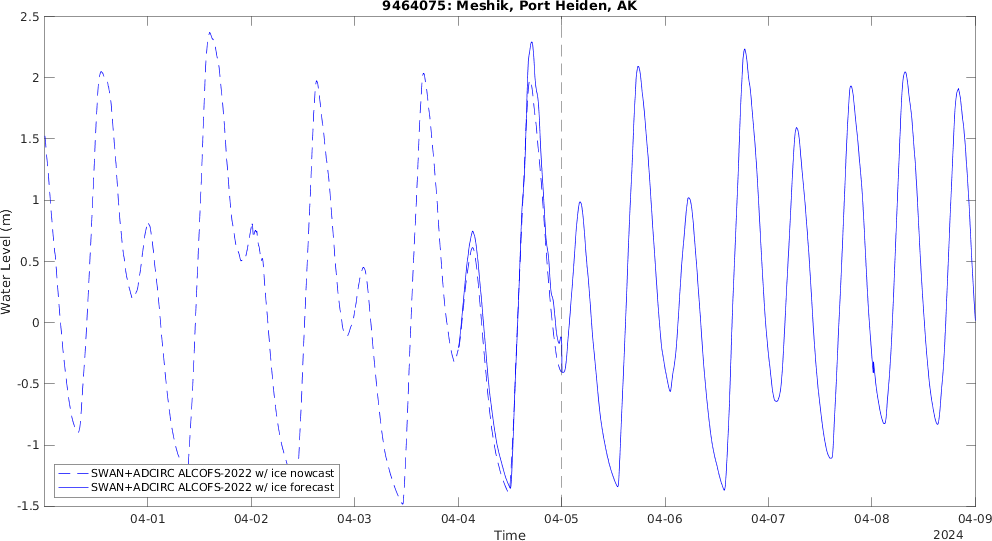 9464075: Meshik, Port Heiden, AK
Water Level (m)
2.5
2
1.5
1
0.5
0
-0.5
-1
-1.5
SWAN+ADCIRC ALCOFS-2022 w/ ice nowcast
SWAN+ADCIRC ALCOFS-2022 w/ ice forecast
04-01 04-02 04-03 04-04 04-05 04-06 04-07 04-08 04-09
Time
2024